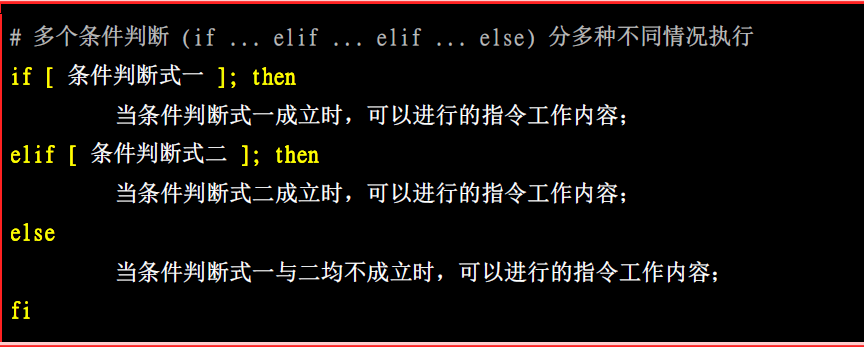 # 多个条件判断 (if ... elif ... elif ... else) 分多种不同情况执行
if [ 条件判断式一 ]; then
当条件判断式一成立时，可以进行的指令工作内容；
elif [ 条件判断式二 ]; then
当条件判断式二成立时，可以进行的指令工作内容；
else
当条件判断式一与二均不成立时，可以进行的指令工作内容；
fi